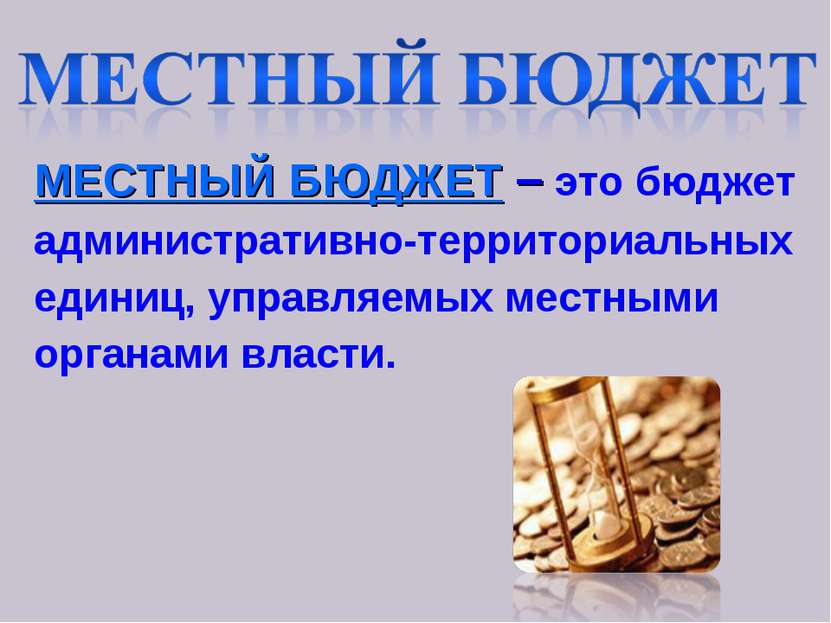 МЕСТНЫЙ БЮДЖЕТ
МЕСТНЫЙ БЮДЖЕТ – это бюджет
административно-территориальных
единиц, управляемых местными
органами власти.